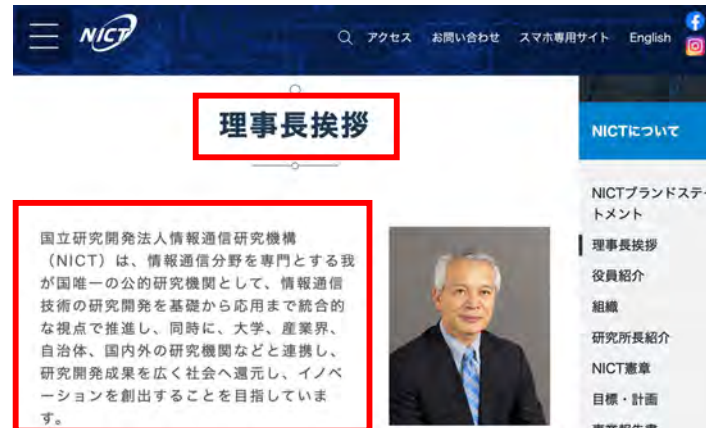 NICT
アクセス お問い合わせ スマホ専用サイト English
理事長挨拶
国立研究開発法人情報通信研究機構
(NICT)は、情報通信分野を専門とする我
が国唯一の公的研究機関として、情報通信
技術の研究開発を基礎から応用まで統合的
な視点で推進し、同時に、大学、産業界、
自治体、国内外の研究機関などと連携し、
研究開発成果を広く社会へ還元し、イノベ
ーションを創出することを目指していま
す。
NICTについて
NICTブランドステー
トメント
理事長挨拶
役員紹介
組織
研究所長紹介
NICT憲章
目標・計画
事業報告書